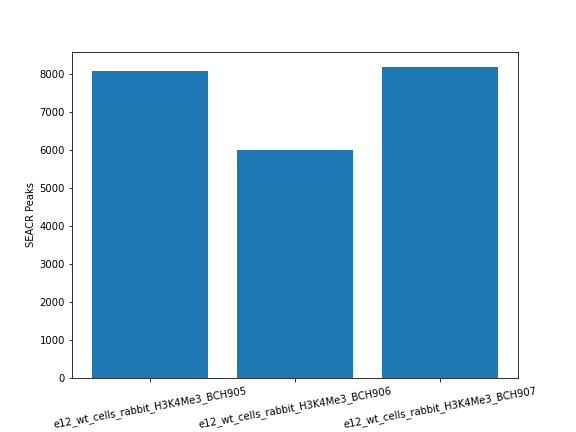 8000
7000
6000
5000
4000
3000
2000
1000
0
SEACR Peaks
e12_wt_cells_rabbit_H3K4Me3_BCH905
e12_wt_cells_rabbit_H3K4Me3_BCH906
e12_wt_cells_rabbit_H3K4Me3_BCH907